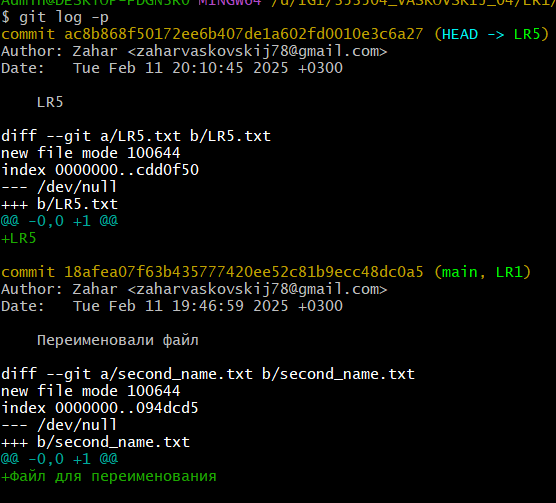 $ git log -p
commit ac8b868f50172ee6b407de1a602fd0010e3c6a27 (HEAD -> LR5)
Author: Zahar <zaharvaskovskij78@gmail.com>
Date:   Tue Feb 11 20:10:45 2025 +0300
LR5
diff --git a/LR5.txt b/LR5.txt
new file mode 100644
index 0000000..cdd0f50
--- /dev/null
+++ b/LR5.txt
@@ -0,0 +1 @@
+LR5
commit 18afea07f63b435777420ee52c81b9ecc48dc0a5 (main, LR1)
Author: Zahar <zaharvaskovskij78@gmail.com>
Date:   Tue Feb 11 19:46:59 2025 +0300
Переименовали файл
diff --git a/second_name.txt b/second_name.txt
new file mode 100644
index 0000000..094dcd5
--- /dev/null
+++ b/second_name.txt
@@ -0,0 +1 @@
+Файл для переименования